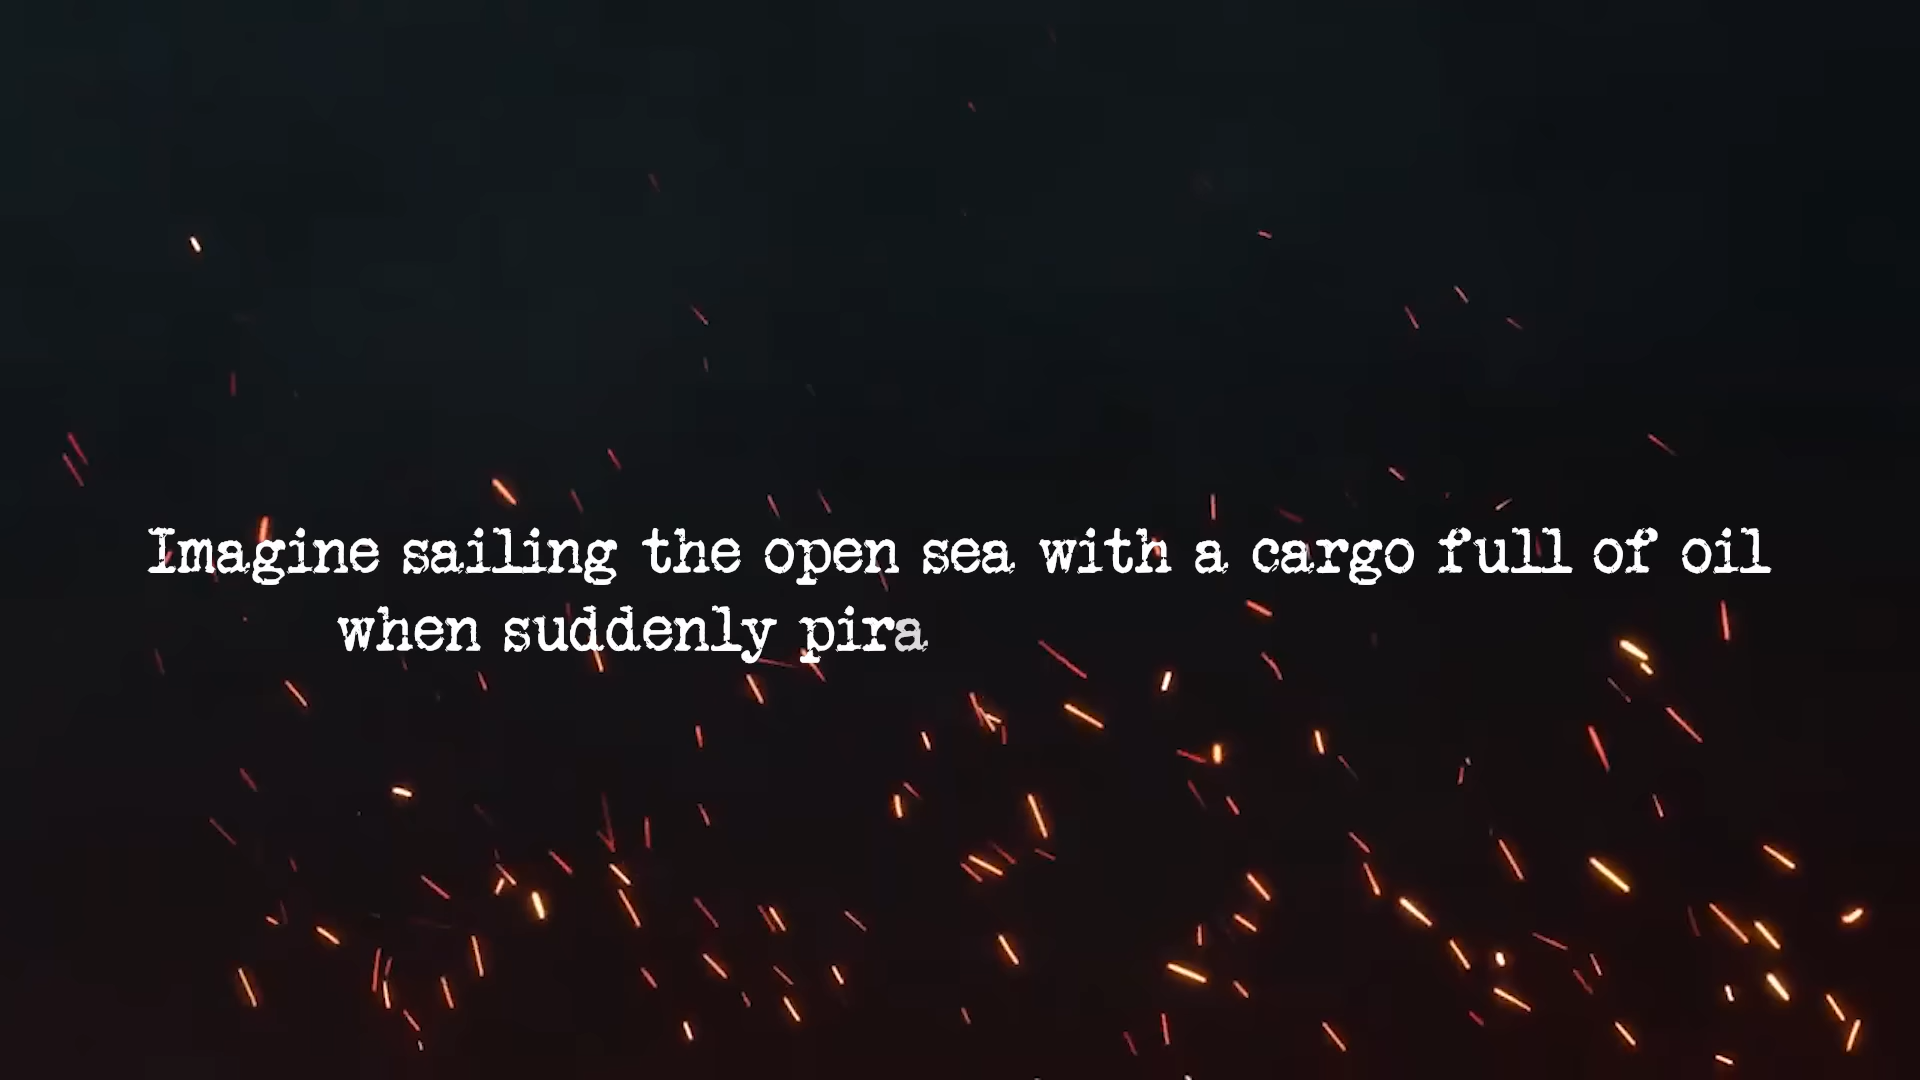 Imagine sailing the open sea with a cargo full of oil
when suddenly pira